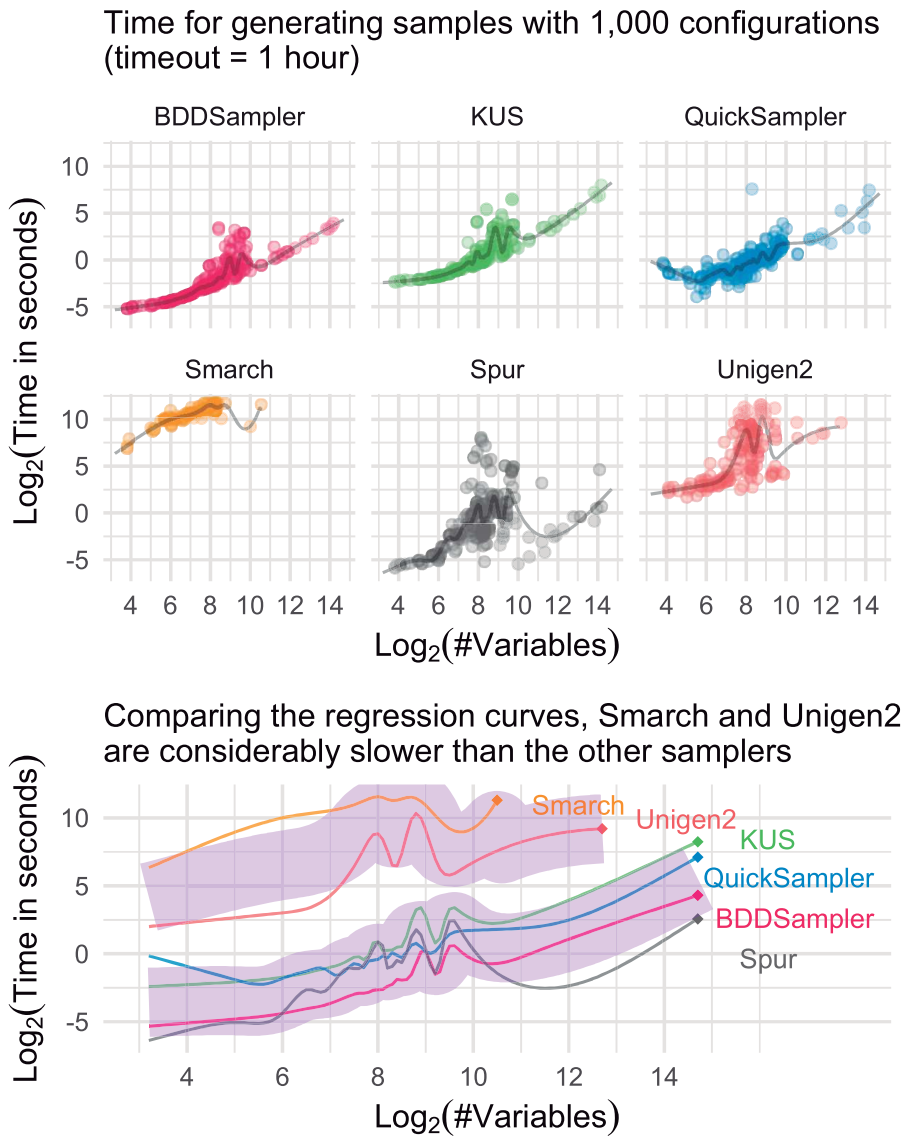 Time for generating samples with 1,000 configurations
(timeout = 1 hour)
BDDSampler KUS QuickSampler
10
5
0
-5
Smarch Spur Unigen2
10
5
0
-5
Log₂(Time in seconds)
4 6 8 10 12 14 4 6 8 10 12 14 4 6 8 10 12 14
Log₂(#Variables)
Comparing the regression curves, Smarch and Unigen2
are considerably slower than the other samplers
Log₂(Time in seconds)
10
5
0
-5
Smarch
Unigen2
KUS
QuickSampler
BDDSampler
Spur
4 6 8 10 12 14
Log₂(#Variables)